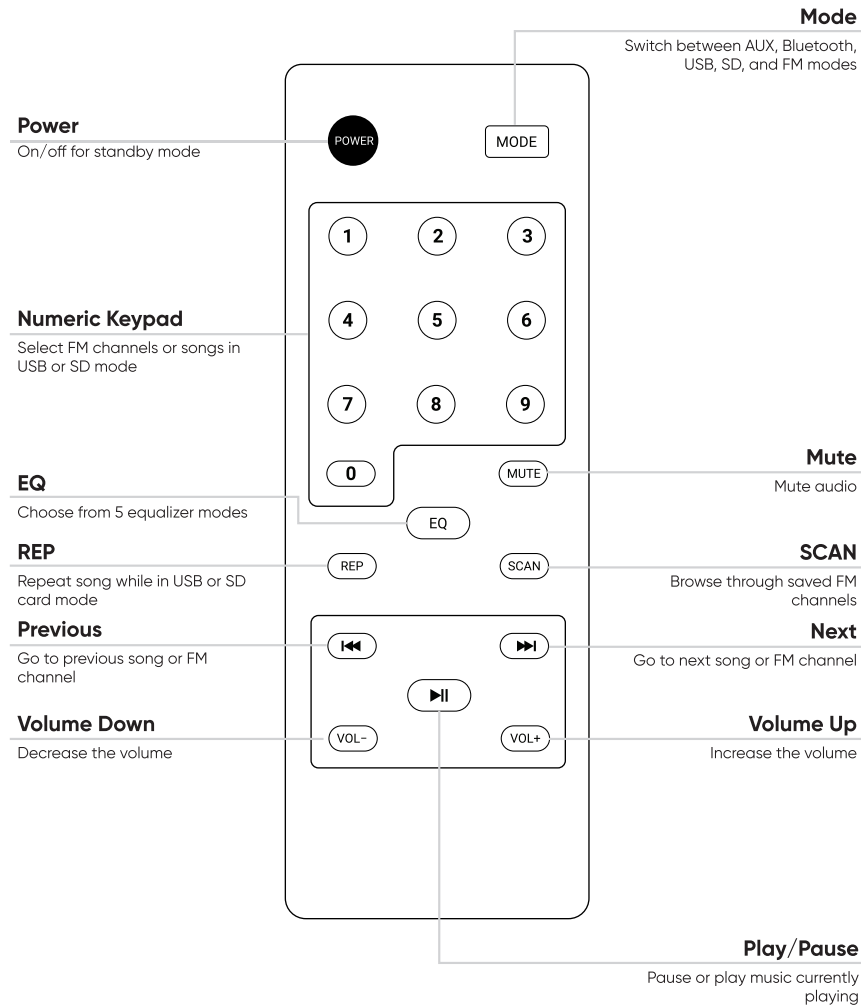 Mode
Switch between AUX, Bluetooth,
USB, SD, and FM modes
Power
On/off for standby mode
POWER
MODE
1
2
3
Numeric Keypad
Select FM channels or songs in
USB or SD mode
4
5
6
7
8
9
0
MUTE
Mute
Mute audio
EQ
Choose from 5 equalizer modes
EQ
REP
Repeat song while in USB or SD
card mode
REP
SCAN
SCAN
Browse through saved FM
channels
Previous
Go to previous song or FM
channel
Next
Go to next song or FM channel
Volume Down
Decrease the volume
VOL−
VOL+
Volume Up
Increase the volume
Play/Pause
Pause or play music currently
playing